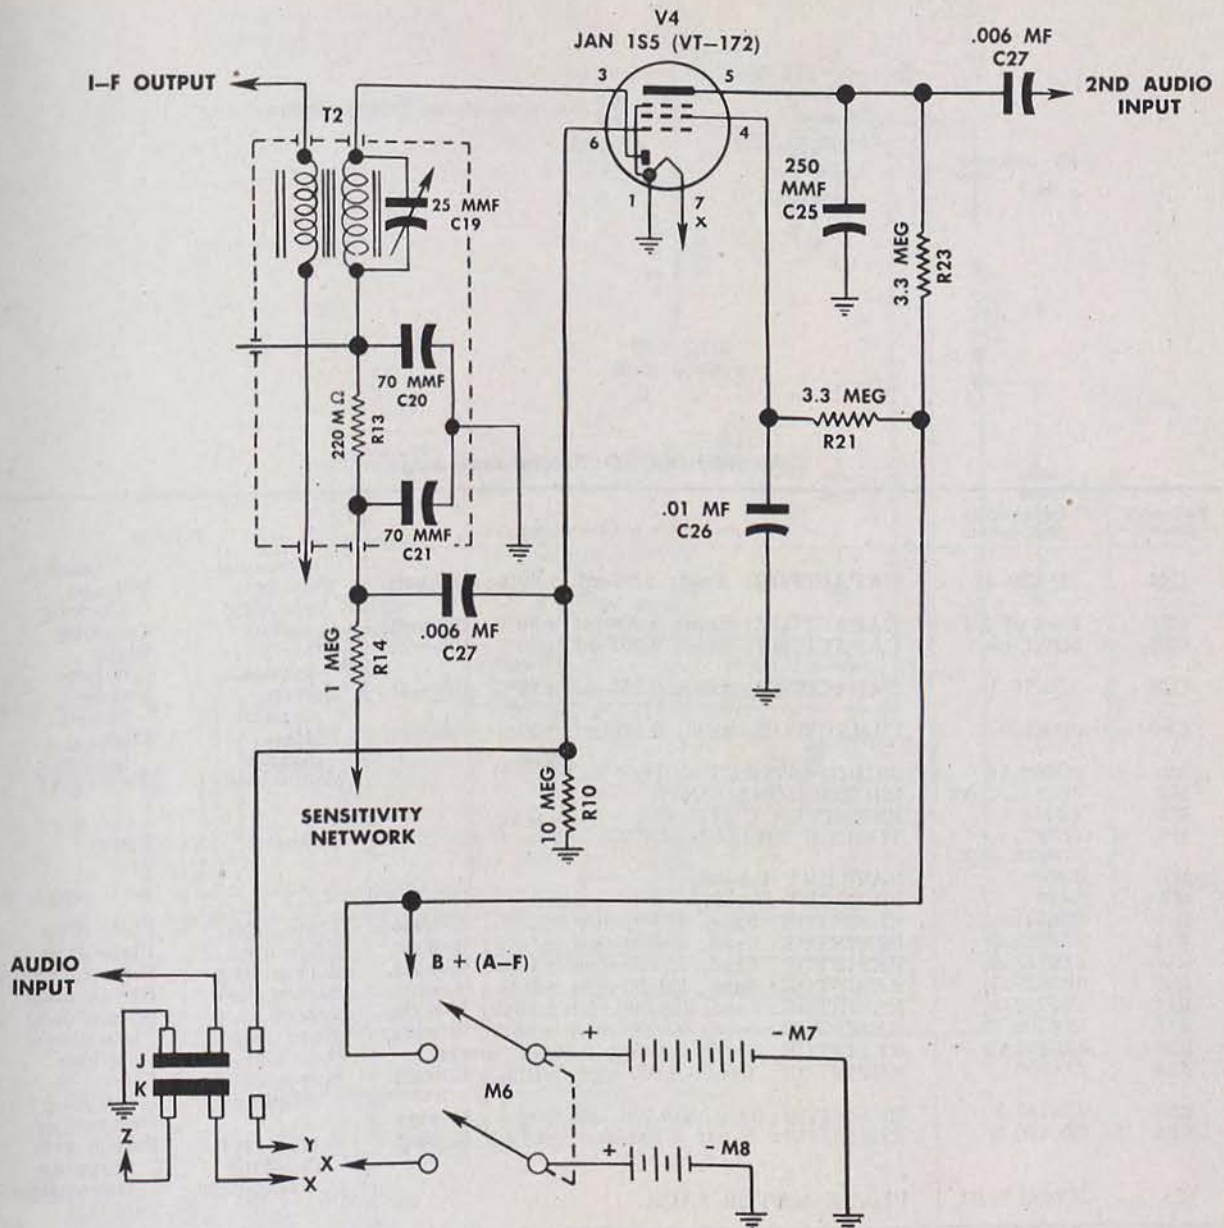 V4
JAN 1S5 (VT–172)
.006 MF
C27
I–F OUTPUT
3
5
2ND AUDIO
INPUT
T2
6
4
25 MMF
C19
1
7
X
250
MMF
C25
3.3 MEG
R23
70 MMF
C20
220 M Ω
R13
3.3 MEG
R21
70 MMF
C21
.01 MF
C26
.006 MF
C27
1 MEG
R14
SENSITIVITY
NETWORK
10 MEG
R10
AUDIO
INPUT
B + (A–F)
+
- M7
J
K
M6
Z
Y
X
X
+
- M8